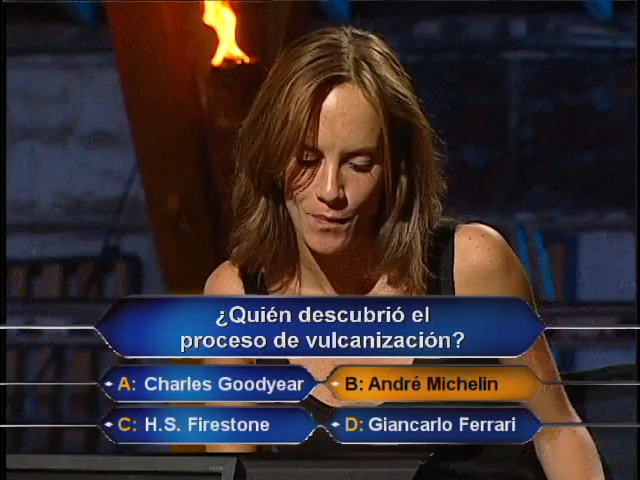 ¿Quién descubrió el
proceso de vulcanización?
A: Charles Goodyear
B: André Michelin
C: H.S. Firestone
D: Giancarlo Ferrari